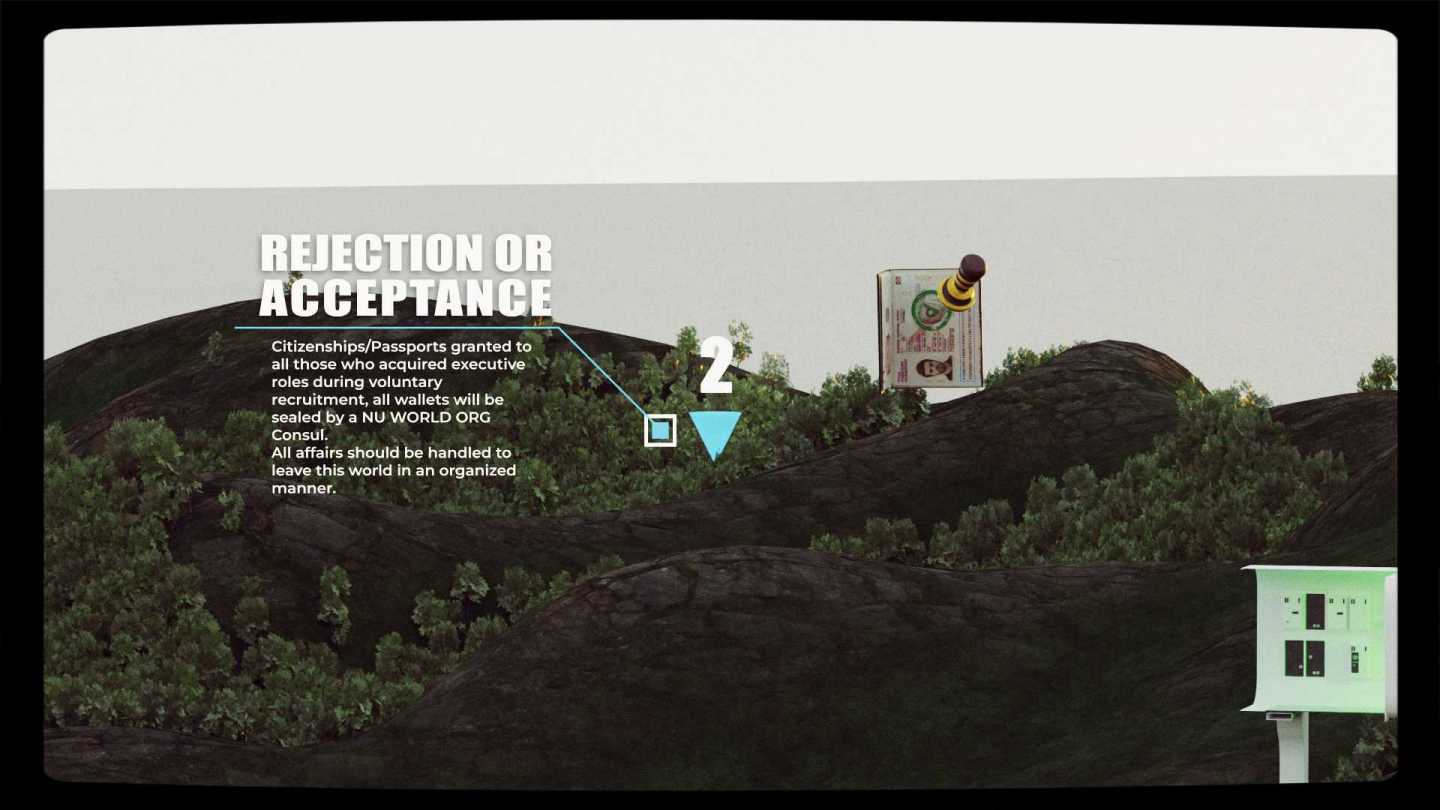 REJECTION OR
ACCEPTANCE
Citizenships/Passports granted to
all those who acquired executive
roles during voluntary
recruitment, all wallets will be
sealed by a NU WORLD ORG
Consul.
All affairs should be handled to
leave this world in an organized
manner.
2